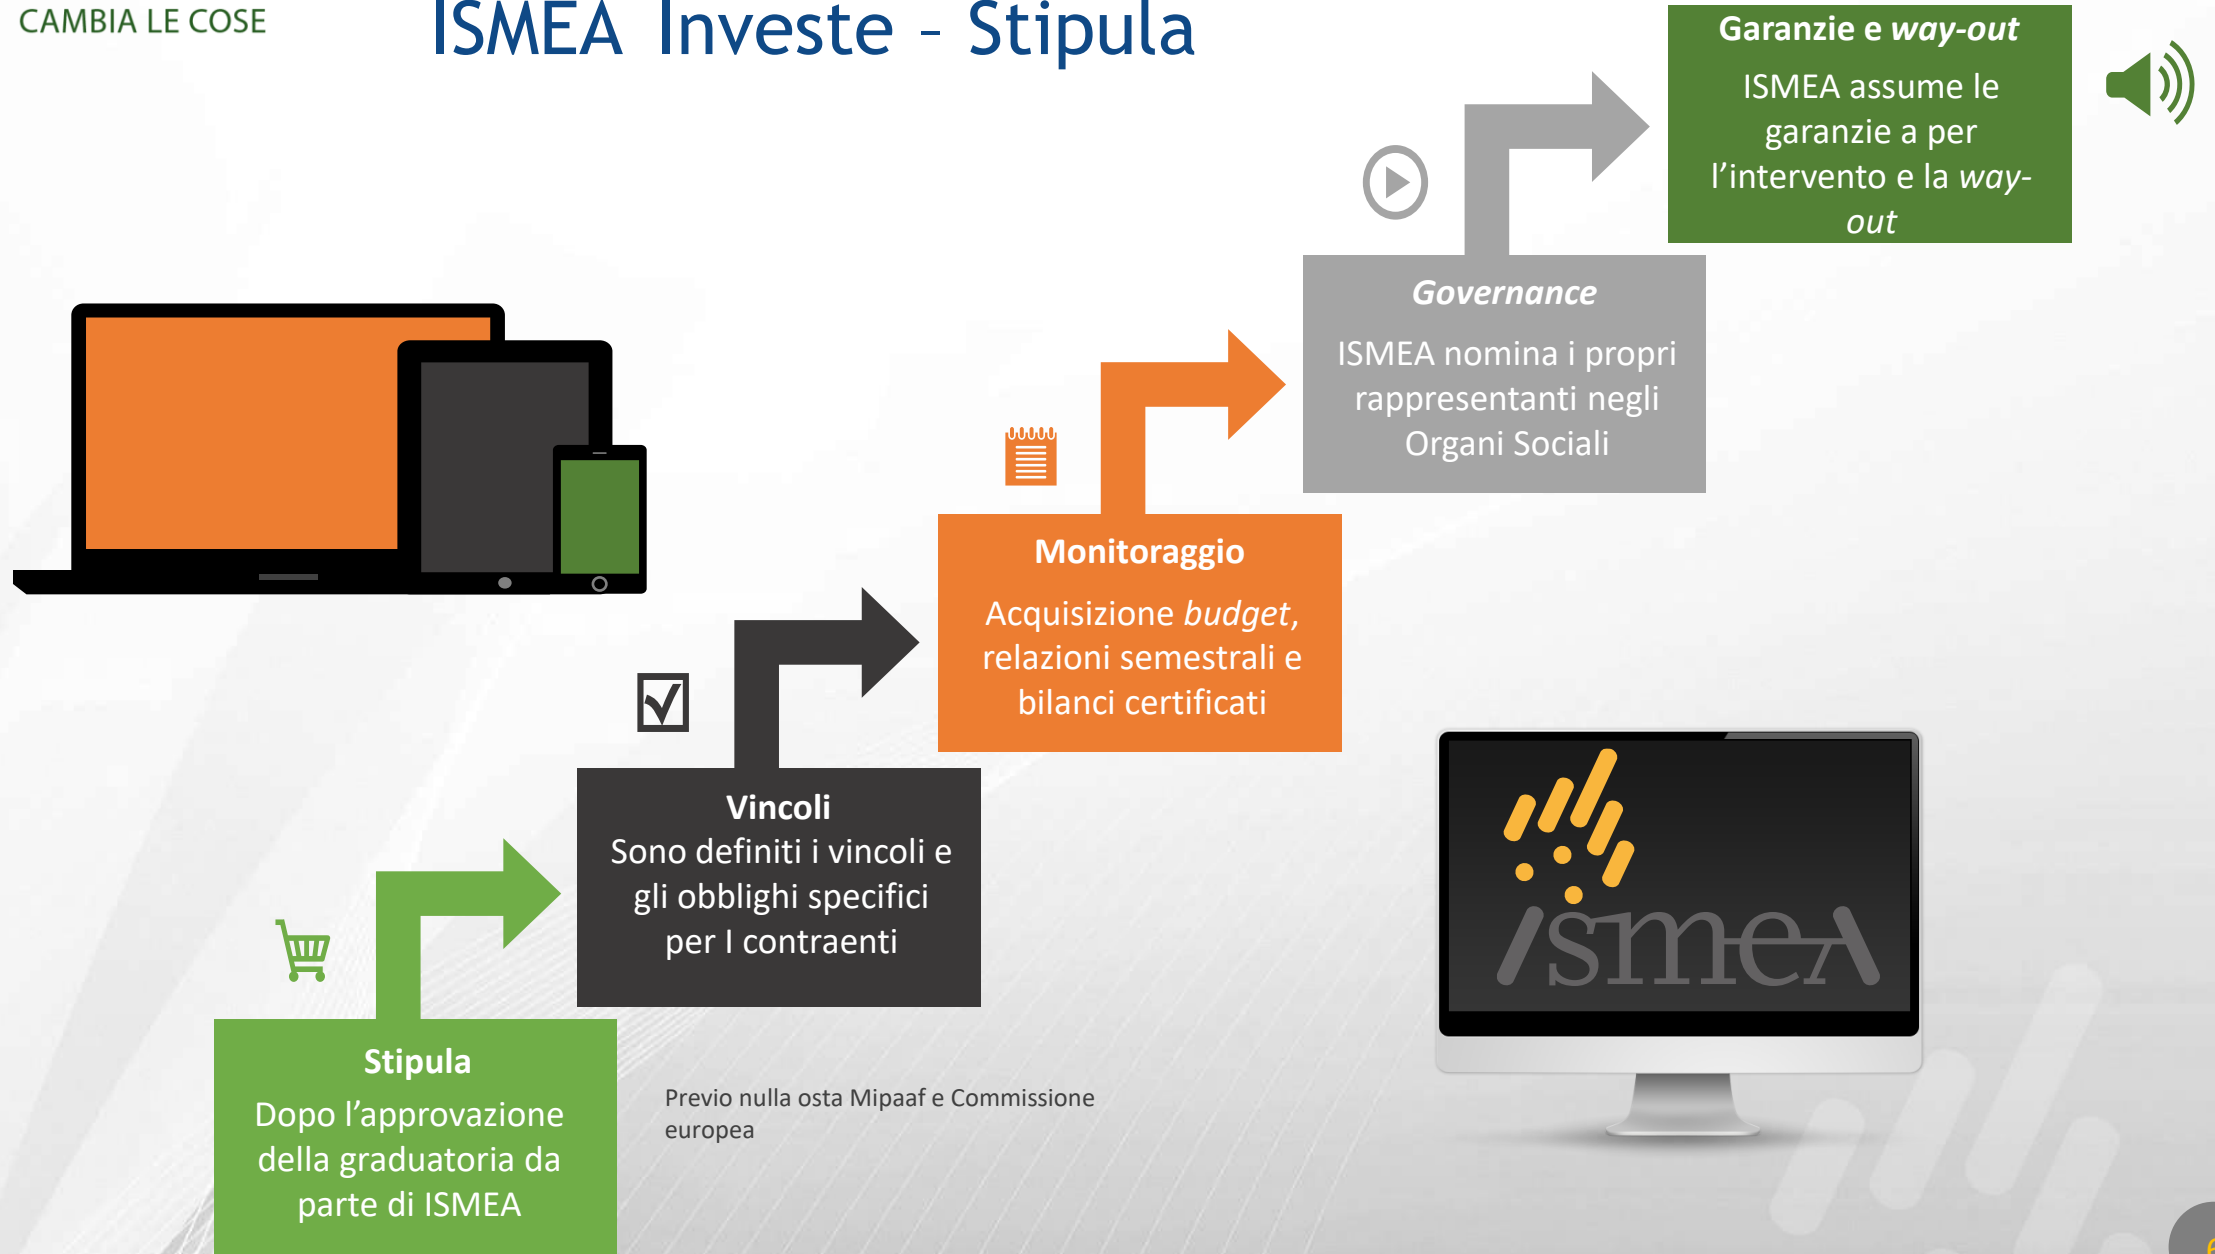 CAMBIA LE COSE
ISMEA Investe – Stipula
Garanzie e way-out
ISMEA assume le
garanzie a per
l’intervento e la way-
out
Governance
ISMEA nomina i propri
rappresentanti negli
Organi Sociali
Monitoraggio
Acquisizione budget,
relazioni semestrali e
bilanci certificati
Vincoli
Sono definiti i vincoli e
gli obblighi specifici
per I contraenti
Stipula
Dopo l’approvazione
della graduatoria da
parte di ISMEA
Previo nulla osta Mipaaf e Commissione
europea
ismeA